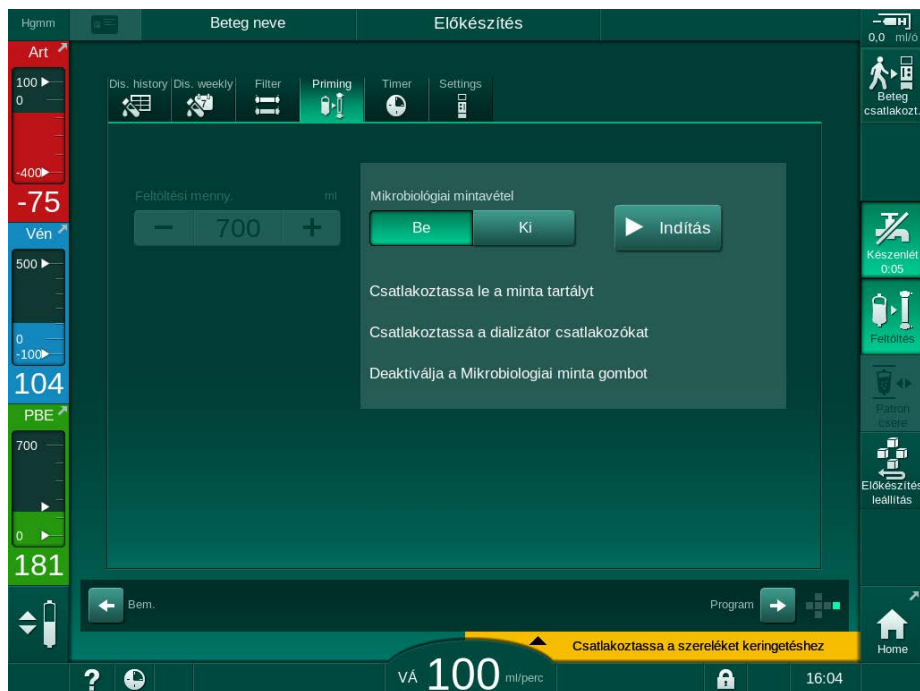 Hgmm
Beteg neve
Előkészítés
0,0 ml/ó
Art
100
0
-400
-75
Vén
500
0
-100
104
PBE
700
0
181
Dis. history
Dis. weekly
Filter
Priming
Timer
Settings
Feltöltési menny.
ml
700
Mikrobiológiai mintavétel
Be
Ki
Indítás
Csatlakoztassa le a minta tartályt
Csatlakoztassa a dializátor csatlakozókat
Deaktiválja a Mikrobiologiai minta gombot
Beteg
csatlakozt.
Készenlét
0:05
Feltöltés
Patron
csere
Előkészítés
leállítás
Bem.
Program
Csatlakoztassa a szereléket keringetéshez
Home
?
VÁ 100 ml/perc
16:04